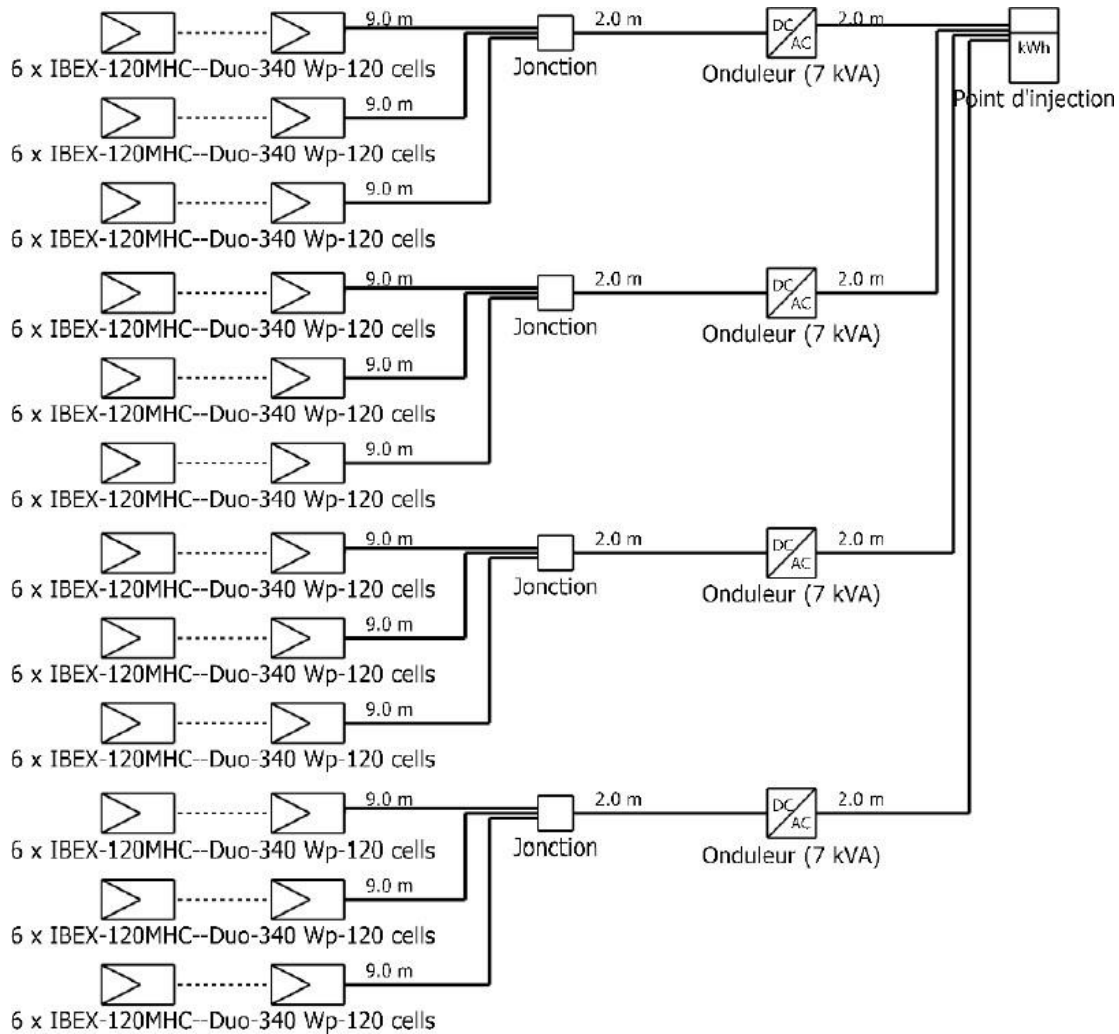 9.0 m 2.0 m DC AC 2.0 m kWh
6 x IBEX-120MHC--Duo-340 Wp-120 cells Jonction Onduleur (7 kVA) Point d'injection
9.0 m
6 x IBEX-120MHC--Duo-340 Wp-120 cells
9.0 m
6 x IBEX-120MHC--Duo-340 Wp-120 cells
9.0 m 2.0 m DC AC 2.0 m
6 x IBEX-120MHC--Duo-340 Wp-120 cells Jonction Onduleur (7 kVA)
9.0 m
6 x IBEX-120MHC--Duo-340 Wp-120 cells
9.0 m
6 x IBEX-120MHC--Duo-340 Wp-120 cells
9.0 m 2.0 m DC AC 2.0 m
6 x IBEX-120MHC--Duo-340 Wp-120 cells Jonction Onduleur (7 kVA)
9.0 m
6 x IBEX-120MHC--Duo-340 Wp-120 cells
9.0 m
6 x IBEX-120MHC--Duo-340 Wp-120 cells
9.0 m 2.0 m DC AC 2.0 m
6 x IBEX-120MHC--Duo-340 Wp-120 cells Jonction Onduleur (7 kVA)
9.0 m
6 x IBEX-120MHC--Duo-340 Wp-120 cells
9.0 m
6 x IBEX-120MHC--Duo-340 Wp-120 cells